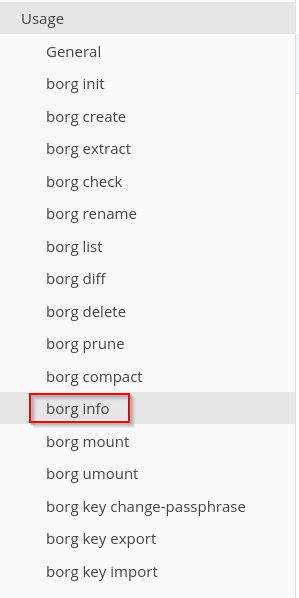 Usage
General
borg init
borg create
borg extract
borg check
borg rename
borg list
borg diff
borg delete
borg prune
borg compact
borg info
borg mount
borg umount
borg key change-passphrase
borg key export
borg key import